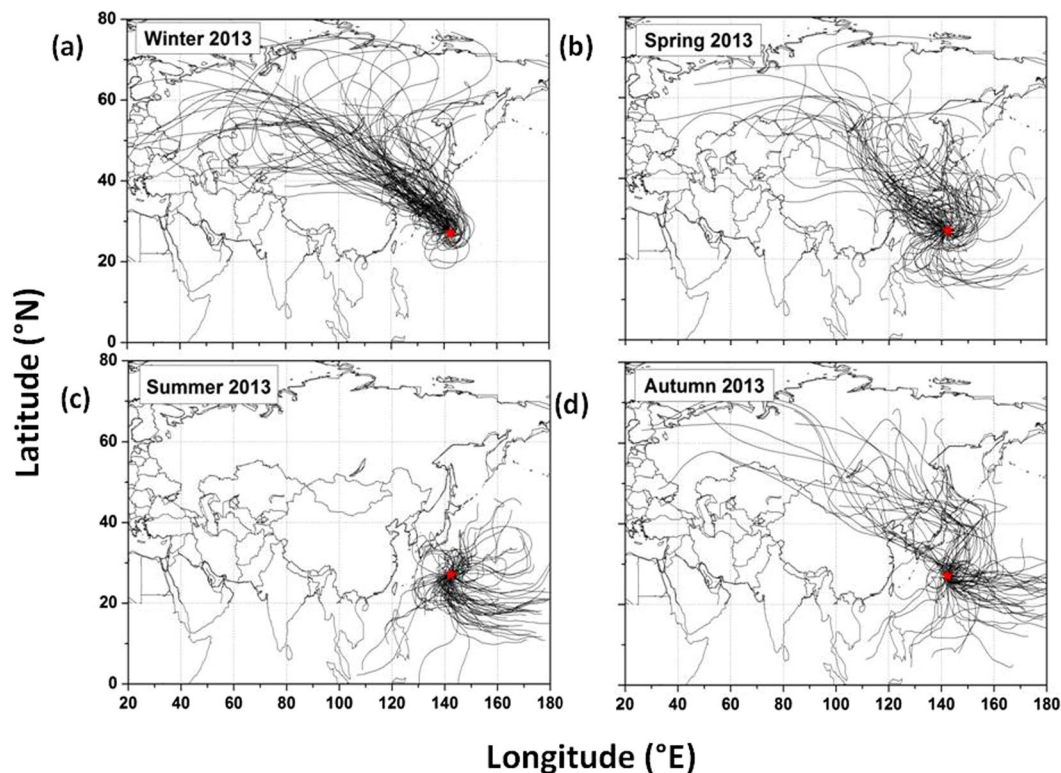 (a)
Winter 2013
(b)
Spring 2013
80
60
40
20
0
(c)
Summer 2013
(d)
Autumn 2013
80
60
40
20
0
20 40 60 80 100 120 140 160 180
20 40 60 80 100 120 140 160 180
Latitude (°N)
Longitude (°E)